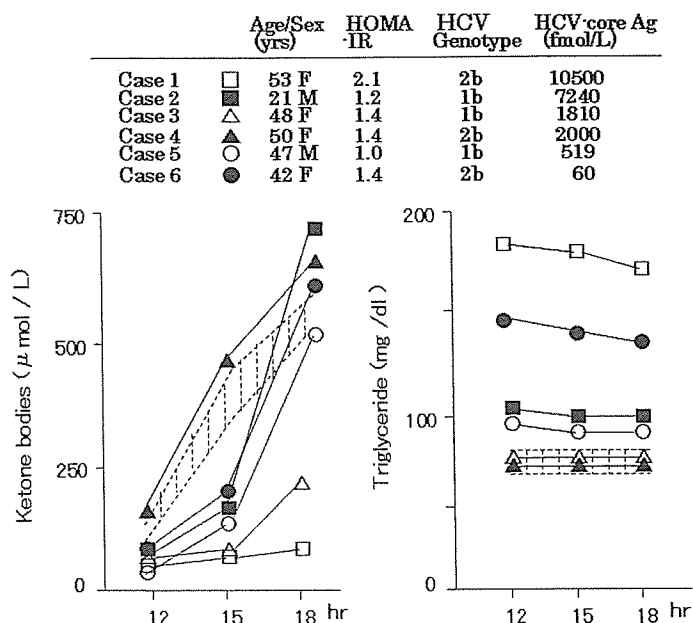 Age/Sex HOMA HCV HCV-core Ag
(yrs) -IR Genotype (fmol/L)
Case 1 53 F 2.1 2b 10500
Case 2 21 M 1.2 1b 7240
Case 3 48 F 1.4 1b 1810
Case 4 50 F 1.4 2b 2000
Case 5 47 M 1.0 1b 519
Case 6 42 F 1.4 2b 60
Ketone bodies (μ mol / L)
750
500
250
0
12 15 18 hr
Triglyceride (mg /dl)
200
100
0
12 15 18 hr